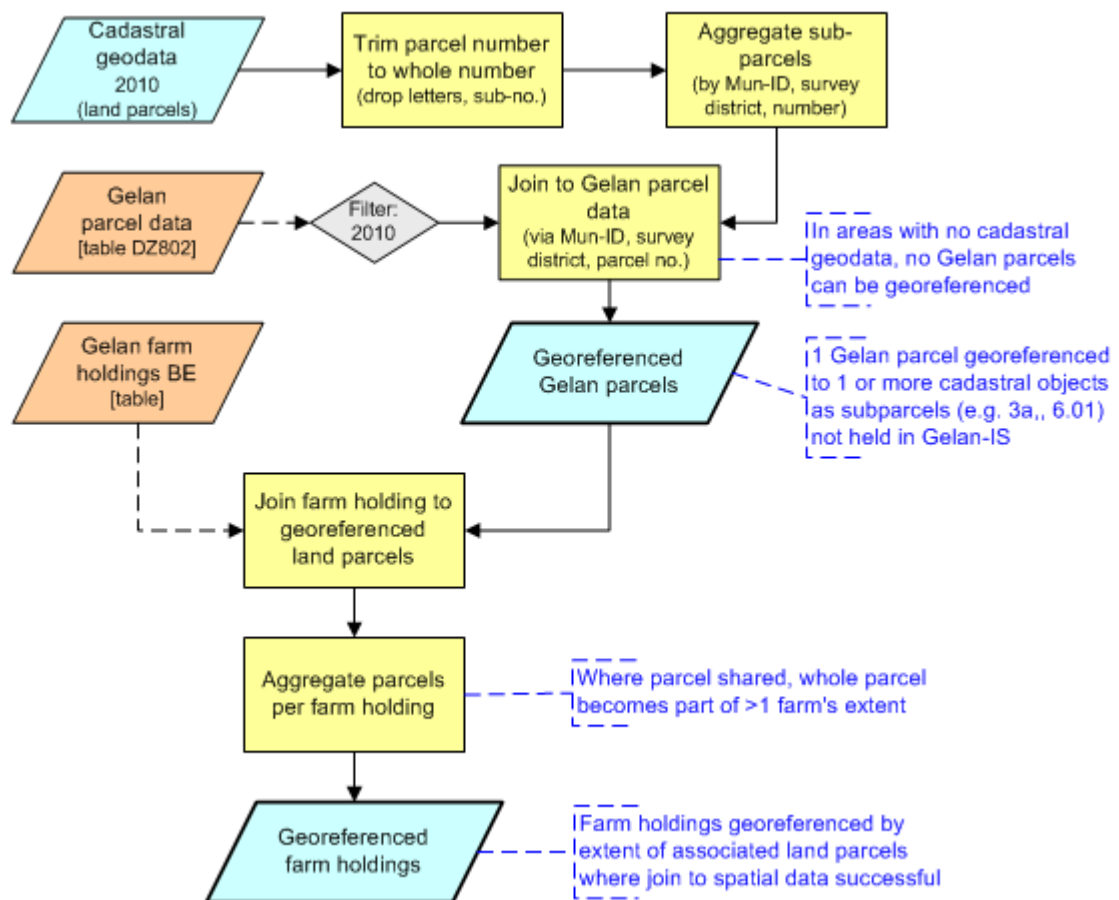 Cadastral
geodata
2010
(land parcels)
Trim parcel number
to whole number
(drop letters, sub-no.)
Aggregate sub-
parcels
(by Mun-ID, survey
district, number)
Gelan
parcel data
[table DZ802]
Filter:
2010
Join to Gelan parcel
data
(via Mun-ID, survey
district, parcel no.)
In areas with no cadastral
geodata, no Gelan parcels
can be georeferenced
Gelan farm
holdings BE
[table]
Georeferenced
Gelan parcels
1 Gelan parcel georeferenced
to 1 or more cadastral objects
as subparcels (e.g. 3a,, 6.01)
not held in Gelan-IS
Join farm holding to
georeferenced
land parcels
Aggregate parcels
per farm holding
Where parcel shared, whole parcel
becomes part of >1 farm's extent
Georeferenced
farm holdings
Farm holdings georeferenced by
extent of associated land parcels
where join to spatial data successful